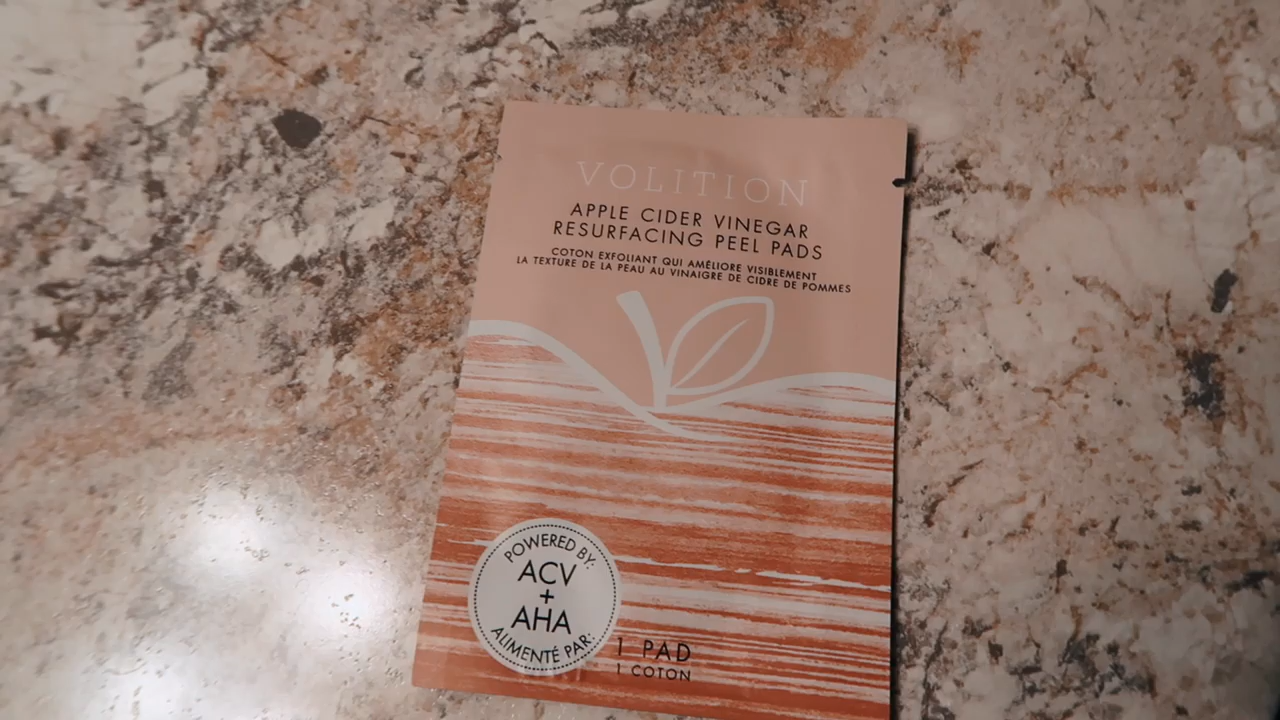 VOLITION
APPLE CIDER VINEGAR
RESURFACING PEEL PADS
COTON EXFOLIANT QUI AMÉLIORE VISIBLEMENT
LA TEXTURE DE LA PEAU AU VINAIGRE DE CIDRE DE POMMES
POWERED BY:
ACV
+
AHA
ALIMENTÉ PAR:
1 PAD
1 COTON